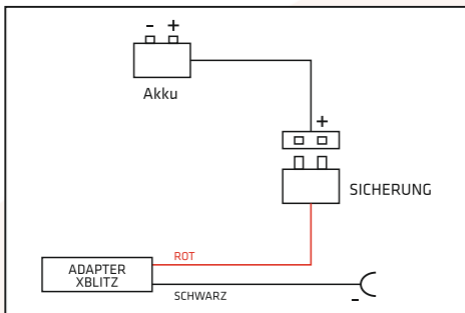 - +
Akku
+
SICHERUNG
ROT
ADAPTER
XBLITZ
SCHWARZ
-